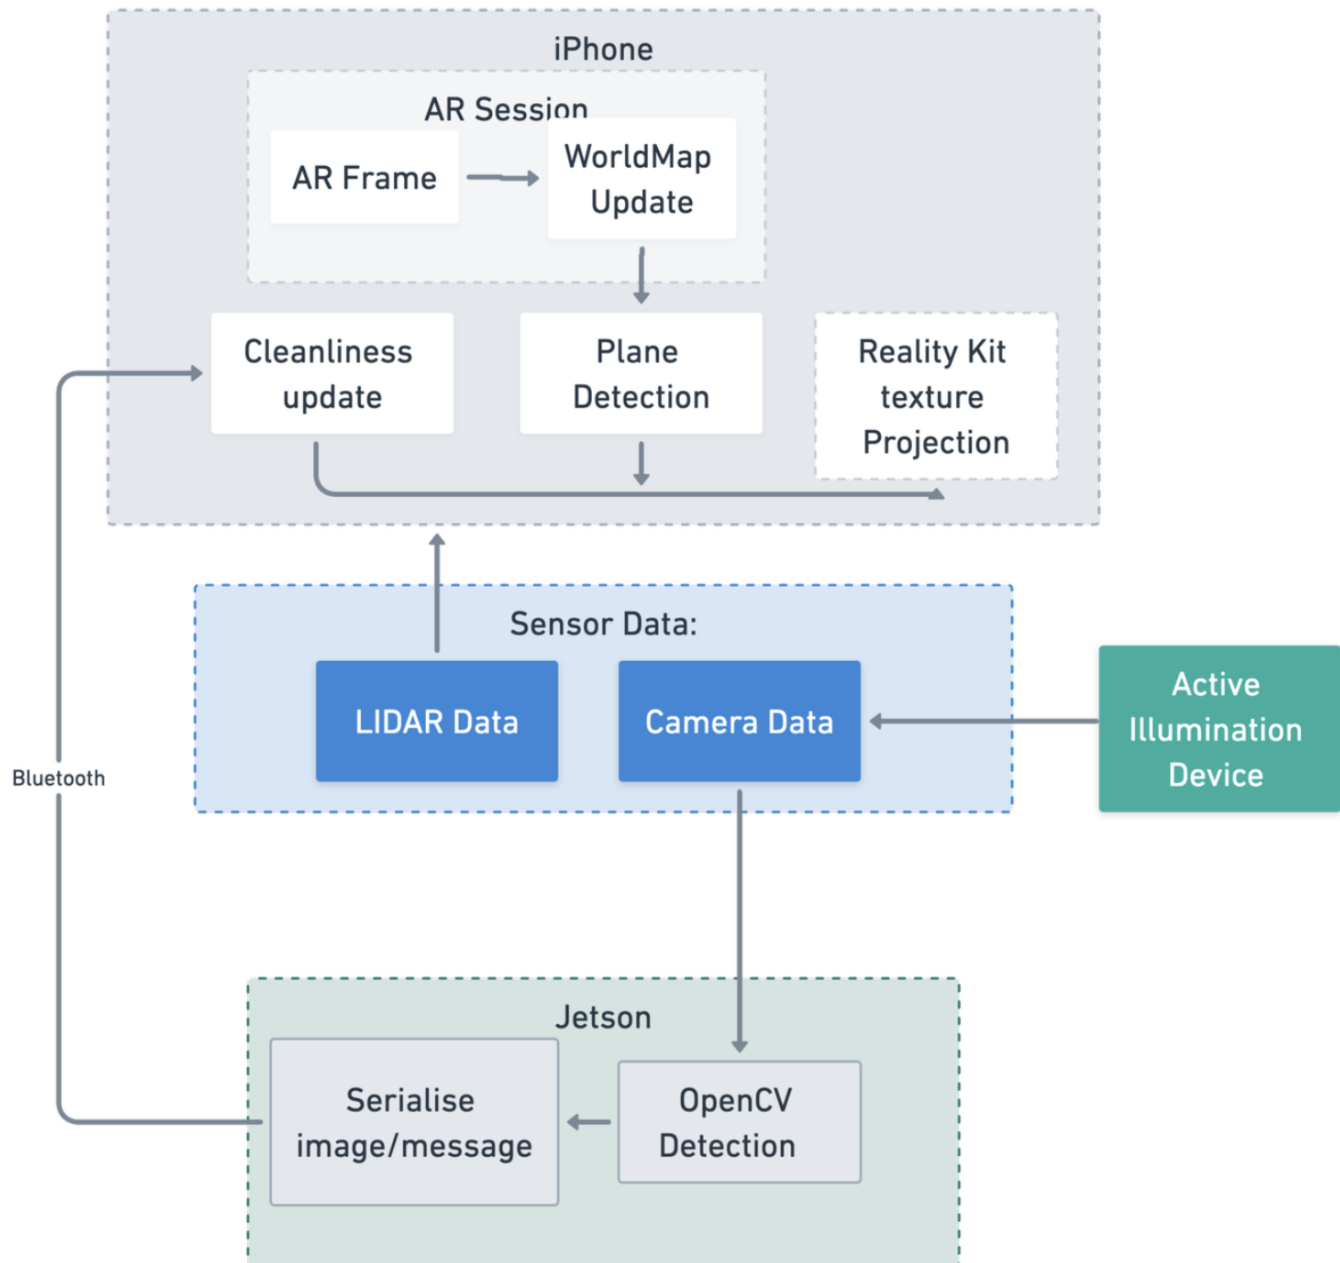 iPhone
AR Session
AR Frame
WorldMap
Update
Cleanliness
update
Plane
Detection
Reality Kit
texture
Projection
Sensor Data:
LIDAR Data
Camera Data
Active
Illumination
Device
Bluetooth
Jetson
Serialise
image/message
OpenCV
Detection